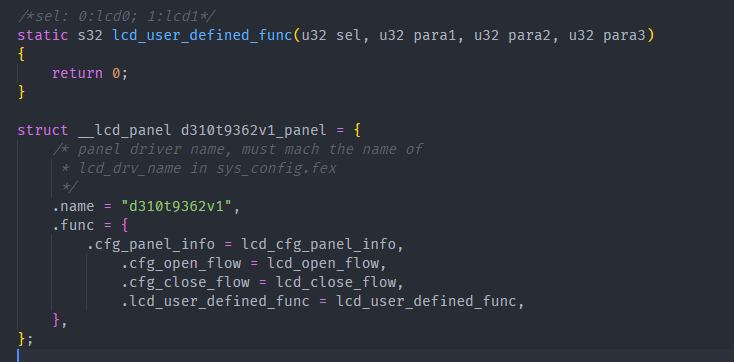 /*sel: 0:lcd0; 1:lcd1*/
static s32 lcd_user_defined_func(u32 sel, u32 para1, u32 para2, u32 para3)
{
    return 0;
}
struct __lcd_panel d310t9362v1_panel = {
    /* panel driver name, must mach the name of
     * lcd_drv_name in sys_config.fex
     */
    .name = "d310t9362v1",
    .func = {
        .cfg_panel_info = lcd_cfg_panel_info,
            .cfg_open_flow = lcd_open_flow,
            .cfg_close_flow = lcd_close_flow,
            .lcd_user_defined_func = lcd_user_defined_func,
    },
};